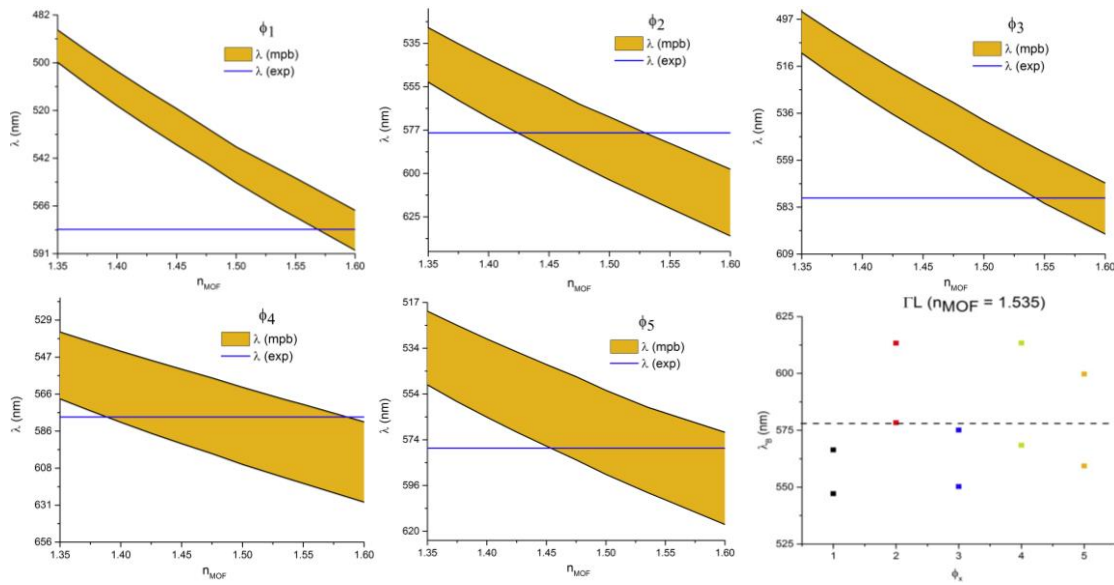 ϕ1
λ (mpb)
λ (exp)
482
500
520
542
566
591
λ (nm)
1.35 1.40 1.45 1.50 1.55 1.60
nMOF
ϕ2
λ (mpb)
λ (exp)
535
555
577
600
625
λ (nm)
1.35 1.40 1.45 1.50 1.55 1.60
nMOF
ϕ3
λ (mpb)
λ (exp)
497
516
536
559
583
609
λ (nm)
1.35 1.40 1.45 1.50 1.55 1.60
nMOF
ϕ4
λ (mpb)
λ (exp)
529
547
566
586
608
631
656
λ (nm)
1.35 1.40 1.45 1.50 1.55 1.60
nMOF
ϕ5
λ (mpb)
λ (exp)
517
534
554
574
596
620
λ (nm)
1.35 1.40 1.45 1.50 1.55 1.60
nMOF
ΓL (nMOF = 1.535)
625
600
575
550
525
λB (nm)
1 2 3 4 5
ϕx